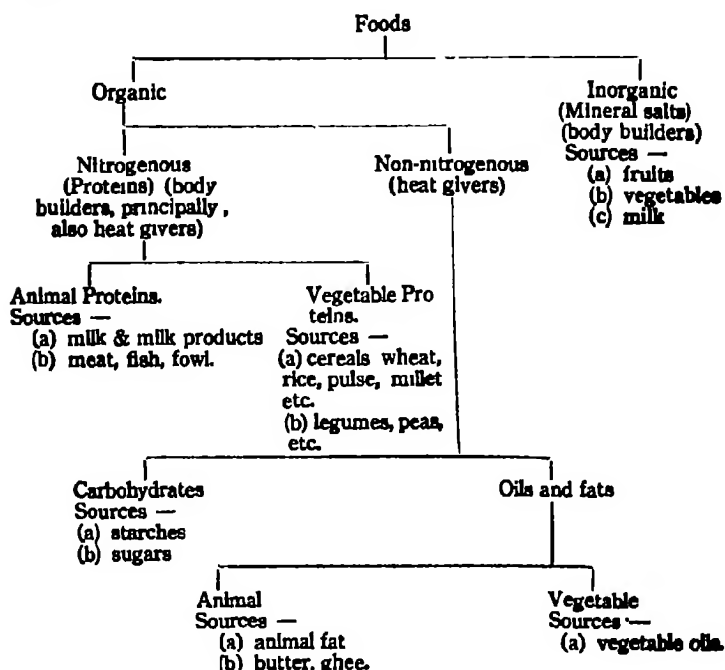 Foods
Organic
Inorganic
(Mineral salts)
(body builders)
Sources —
(a) fruits
(b) vegetables
(c) milk
Nitrogenous
(Proteins) (body
builders, principally,
also heat givers)
Non-nitrogenous
(heat givers)
Animal Proteins.
Sources —
(a) milk & milk products
(b) meat, fish, fowl.
Vegetable Pro
teins.
Sources —
(a) cereals wheat,
rice, pulse, millet
etc.
(b) legumes, peas,
etc.
Carbohydrates
Sources —
(a) starches
(b) sugars
Oils and fats
Animal
Sources —
(a) animal fat
(b) butter, ghee.
Vegetable
Sources —
(a) vegetable oils.